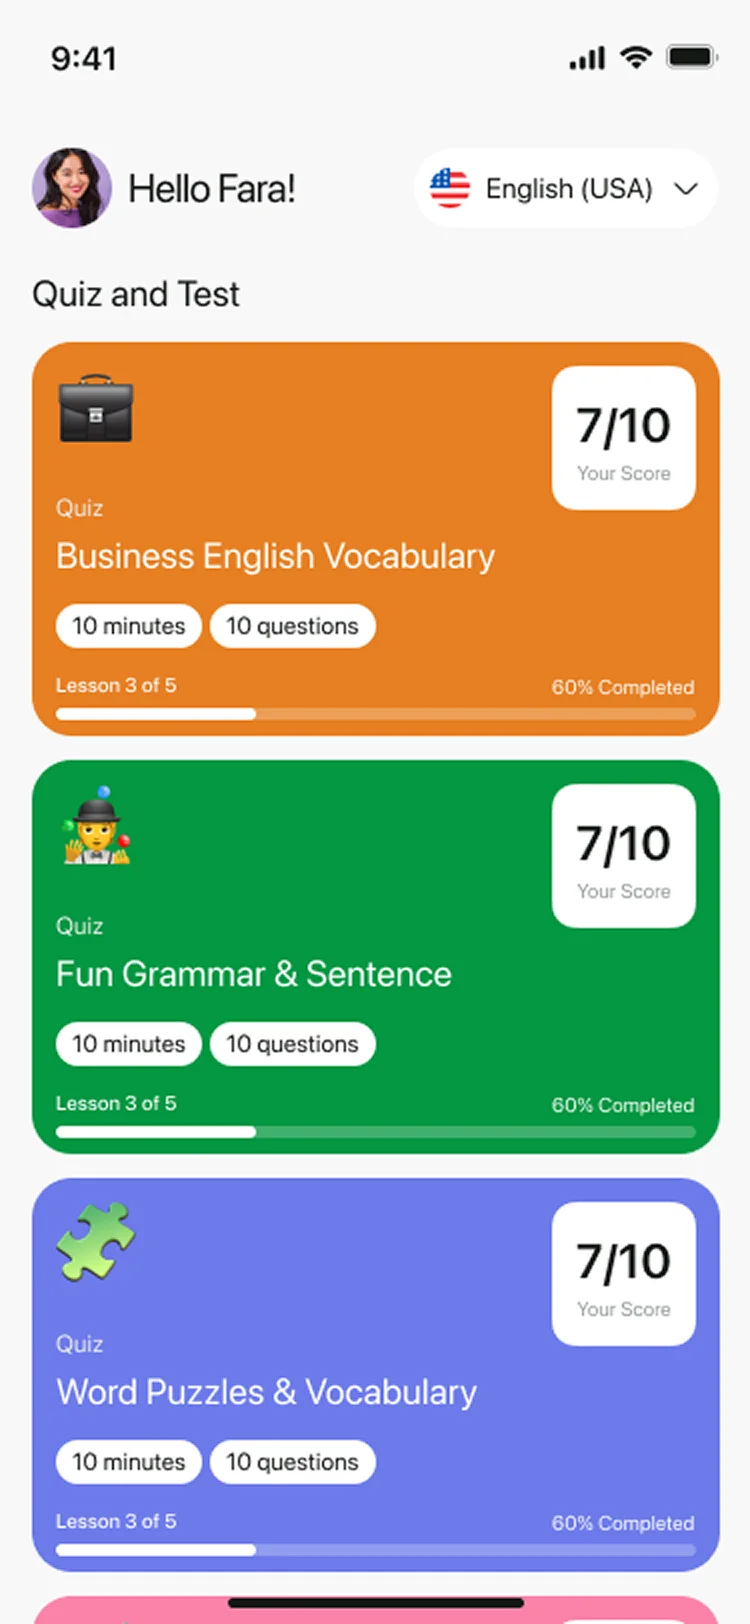 9:41
Hello Fara!
English (USA)
Quiz and Test
7/10
Your Score
Quiz
Business English Vocabulary
10 minutes
10 questions
Lesson 3 of 5
60% Completed
7/10
Your Score
Quiz
Fun Grammar & Sentence
10 minutes
10 questions
Lesson 3 of 5
60% Completed
7/10
Your Score
Quiz
Word Puzzles & Vocabulary
10 minutes
10 questions
Lesson 3 of 5
60% Completed